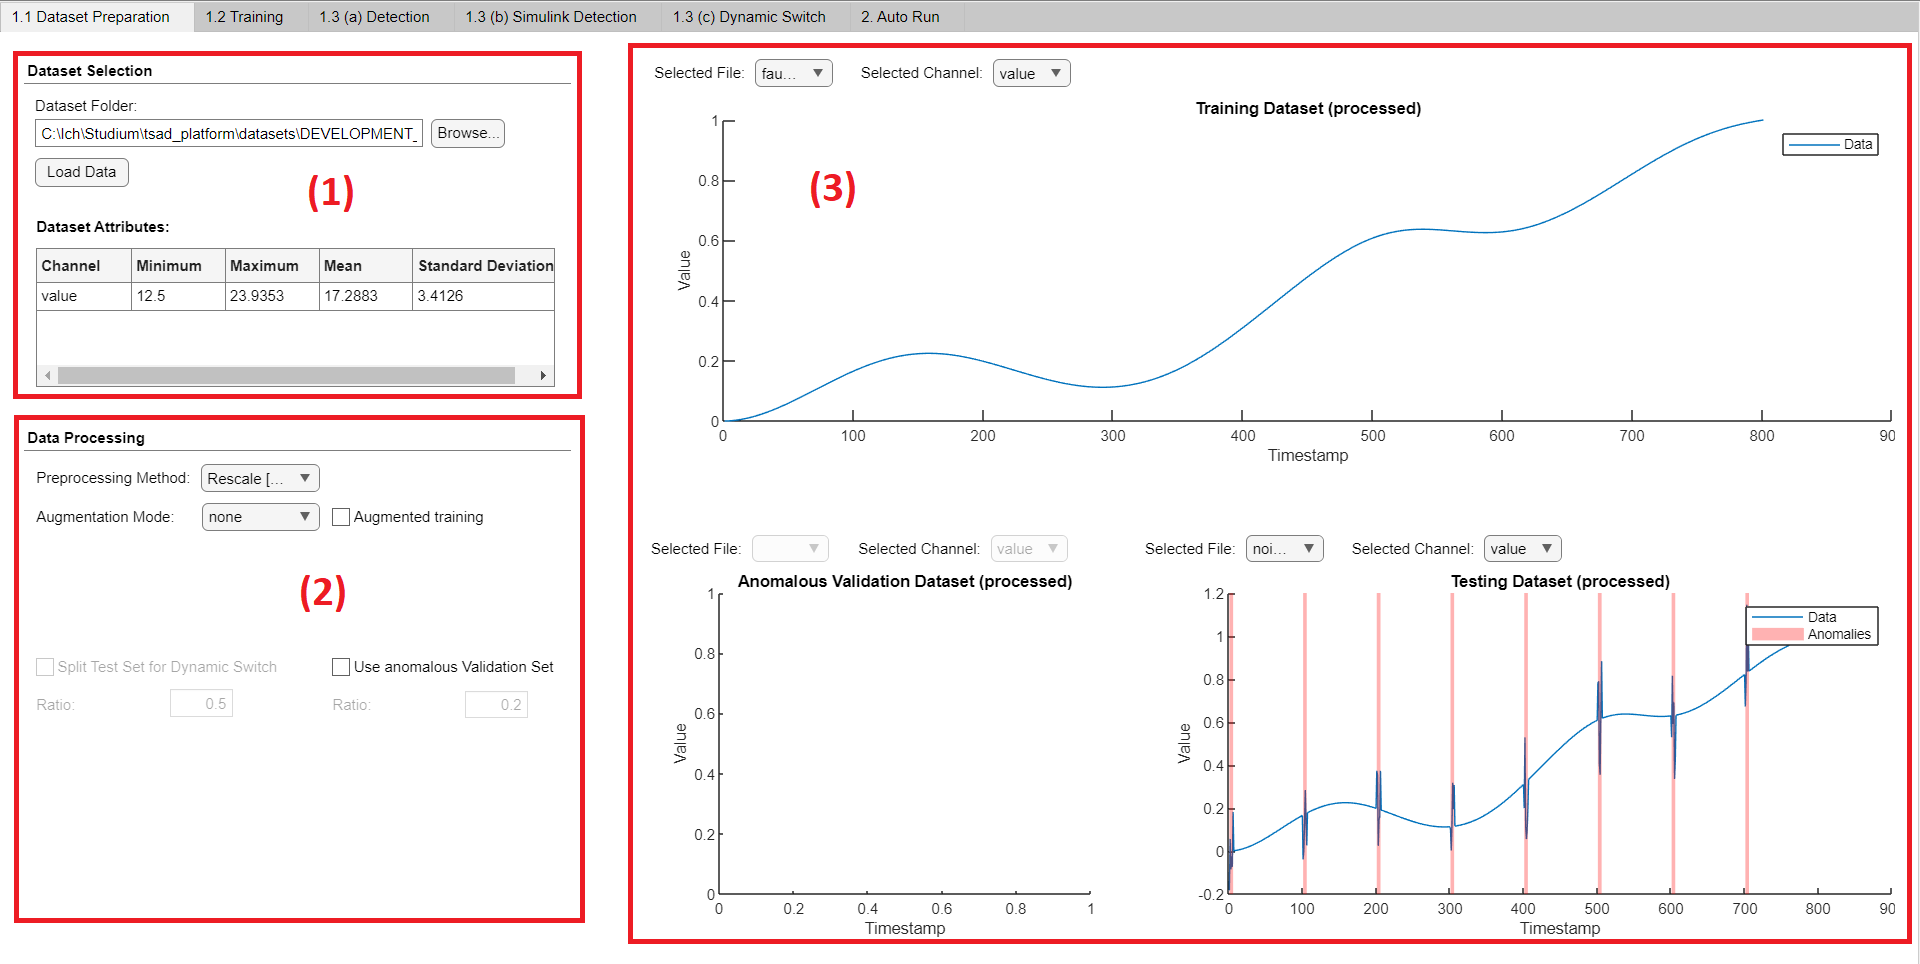 1.1 Dataset Preparation 1.2 Training 1.3 (a) Detection 1.3 (b) Simulink Detection 1.3 (c) Dynamic Switch 2. Auto Run
Dataset Selection
Dataset Folder:
C:\Ich\Studium\tsad_platform\datasets\DEVELOPMENT_ Browse...
Load Data
(1)
Dataset Attributes:
Channel Minimum Maximum Mean Standard Deviation
value 12.5 23.9353 17.2883 3.4126
Data Processing
Preprocessing Method: Rescale [...
Augmentation Mode: none Augmented training
(2)
Split Test Set for Dynamic Switch Use anomalous Validation Set
Ratio: 0.5 Ratio: 0.2
Selected File: fau... Selected Channel: value
Training Dataset (processed)
Data
(3)
1
0.8
0.6
0.4
0.2
0
Value
0 100 200 300 400 500 600 700 800 90
Timestamp
Selected File: Selected Channel: value
Anomalous Validation Dataset (processed)
1
0.8
0.6
0.4
0.2
0
Value
0 0.2 0.4 0.6 0.8 1
Timestamp
Selected File: noi... Selected Channel: value
Testing Dataset (processed)
Data
Anomalies
1.2
1
0.8
0.6
0.4
0.2
0
-0.2
Value
0 100 200 300 400 500 600 700 800 90
Timestamp